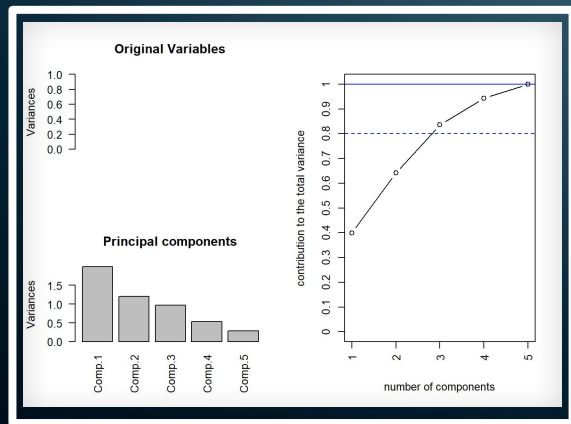 Original Variables
Variances
1.0
0.8
0.6
0.4
0.2
0.0
Principal components
Variances
1.5
1.0
0.5
0.0
Comp.1
Comp.2
Comp.3
Comp.4
Comp.5
contribution to the total variance
1
0.9
0.8
0.7
0.6
0.5
0.4
0.3
0.2
0.1
0
1
2
3
4
5
number of components